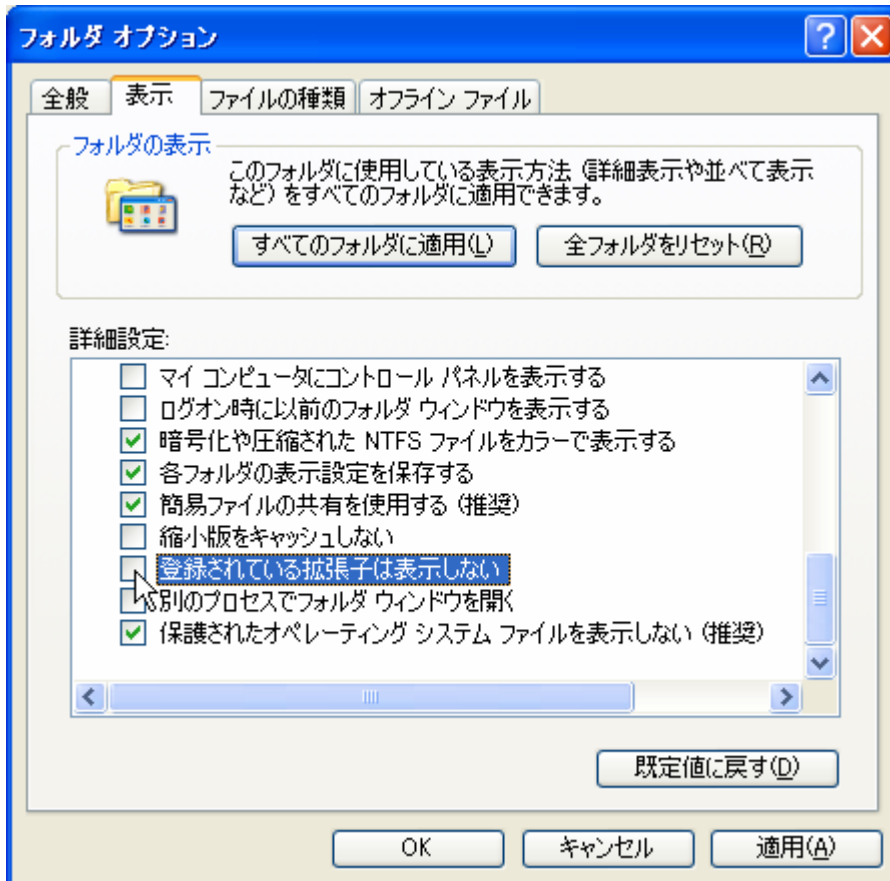 フォルダ オプション
全般 表示 ファイルの種類 オフライン ファイル
フォルダの表示
このフォルダに使用している表示方法 (詳細表示や並べて表示
など) をすべてのフォルダに適用できます。
すべてのフォルダに適用(L) 全フォルダをリセット(R)
詳細設定:
マイ コンピュータにコントロール パネルを表示する
ログオン時に以前のフォルダ ウィンドウを表示する
暗号化や圧縮された NTFS ファイルをカラーで表示する
各フォルダの表示設定を保存する
簡易ファイルの共有を使用する (推奨)
縮小版をキャッシュしない
登録されている拡張子は表示しない
別のプロセスでフォルダ ウィンドウを開く
保護されたオペレーティング システム ファイルを表示しない (推奨)
既定値に戻す(D)
OK キャンセル 適用(A)